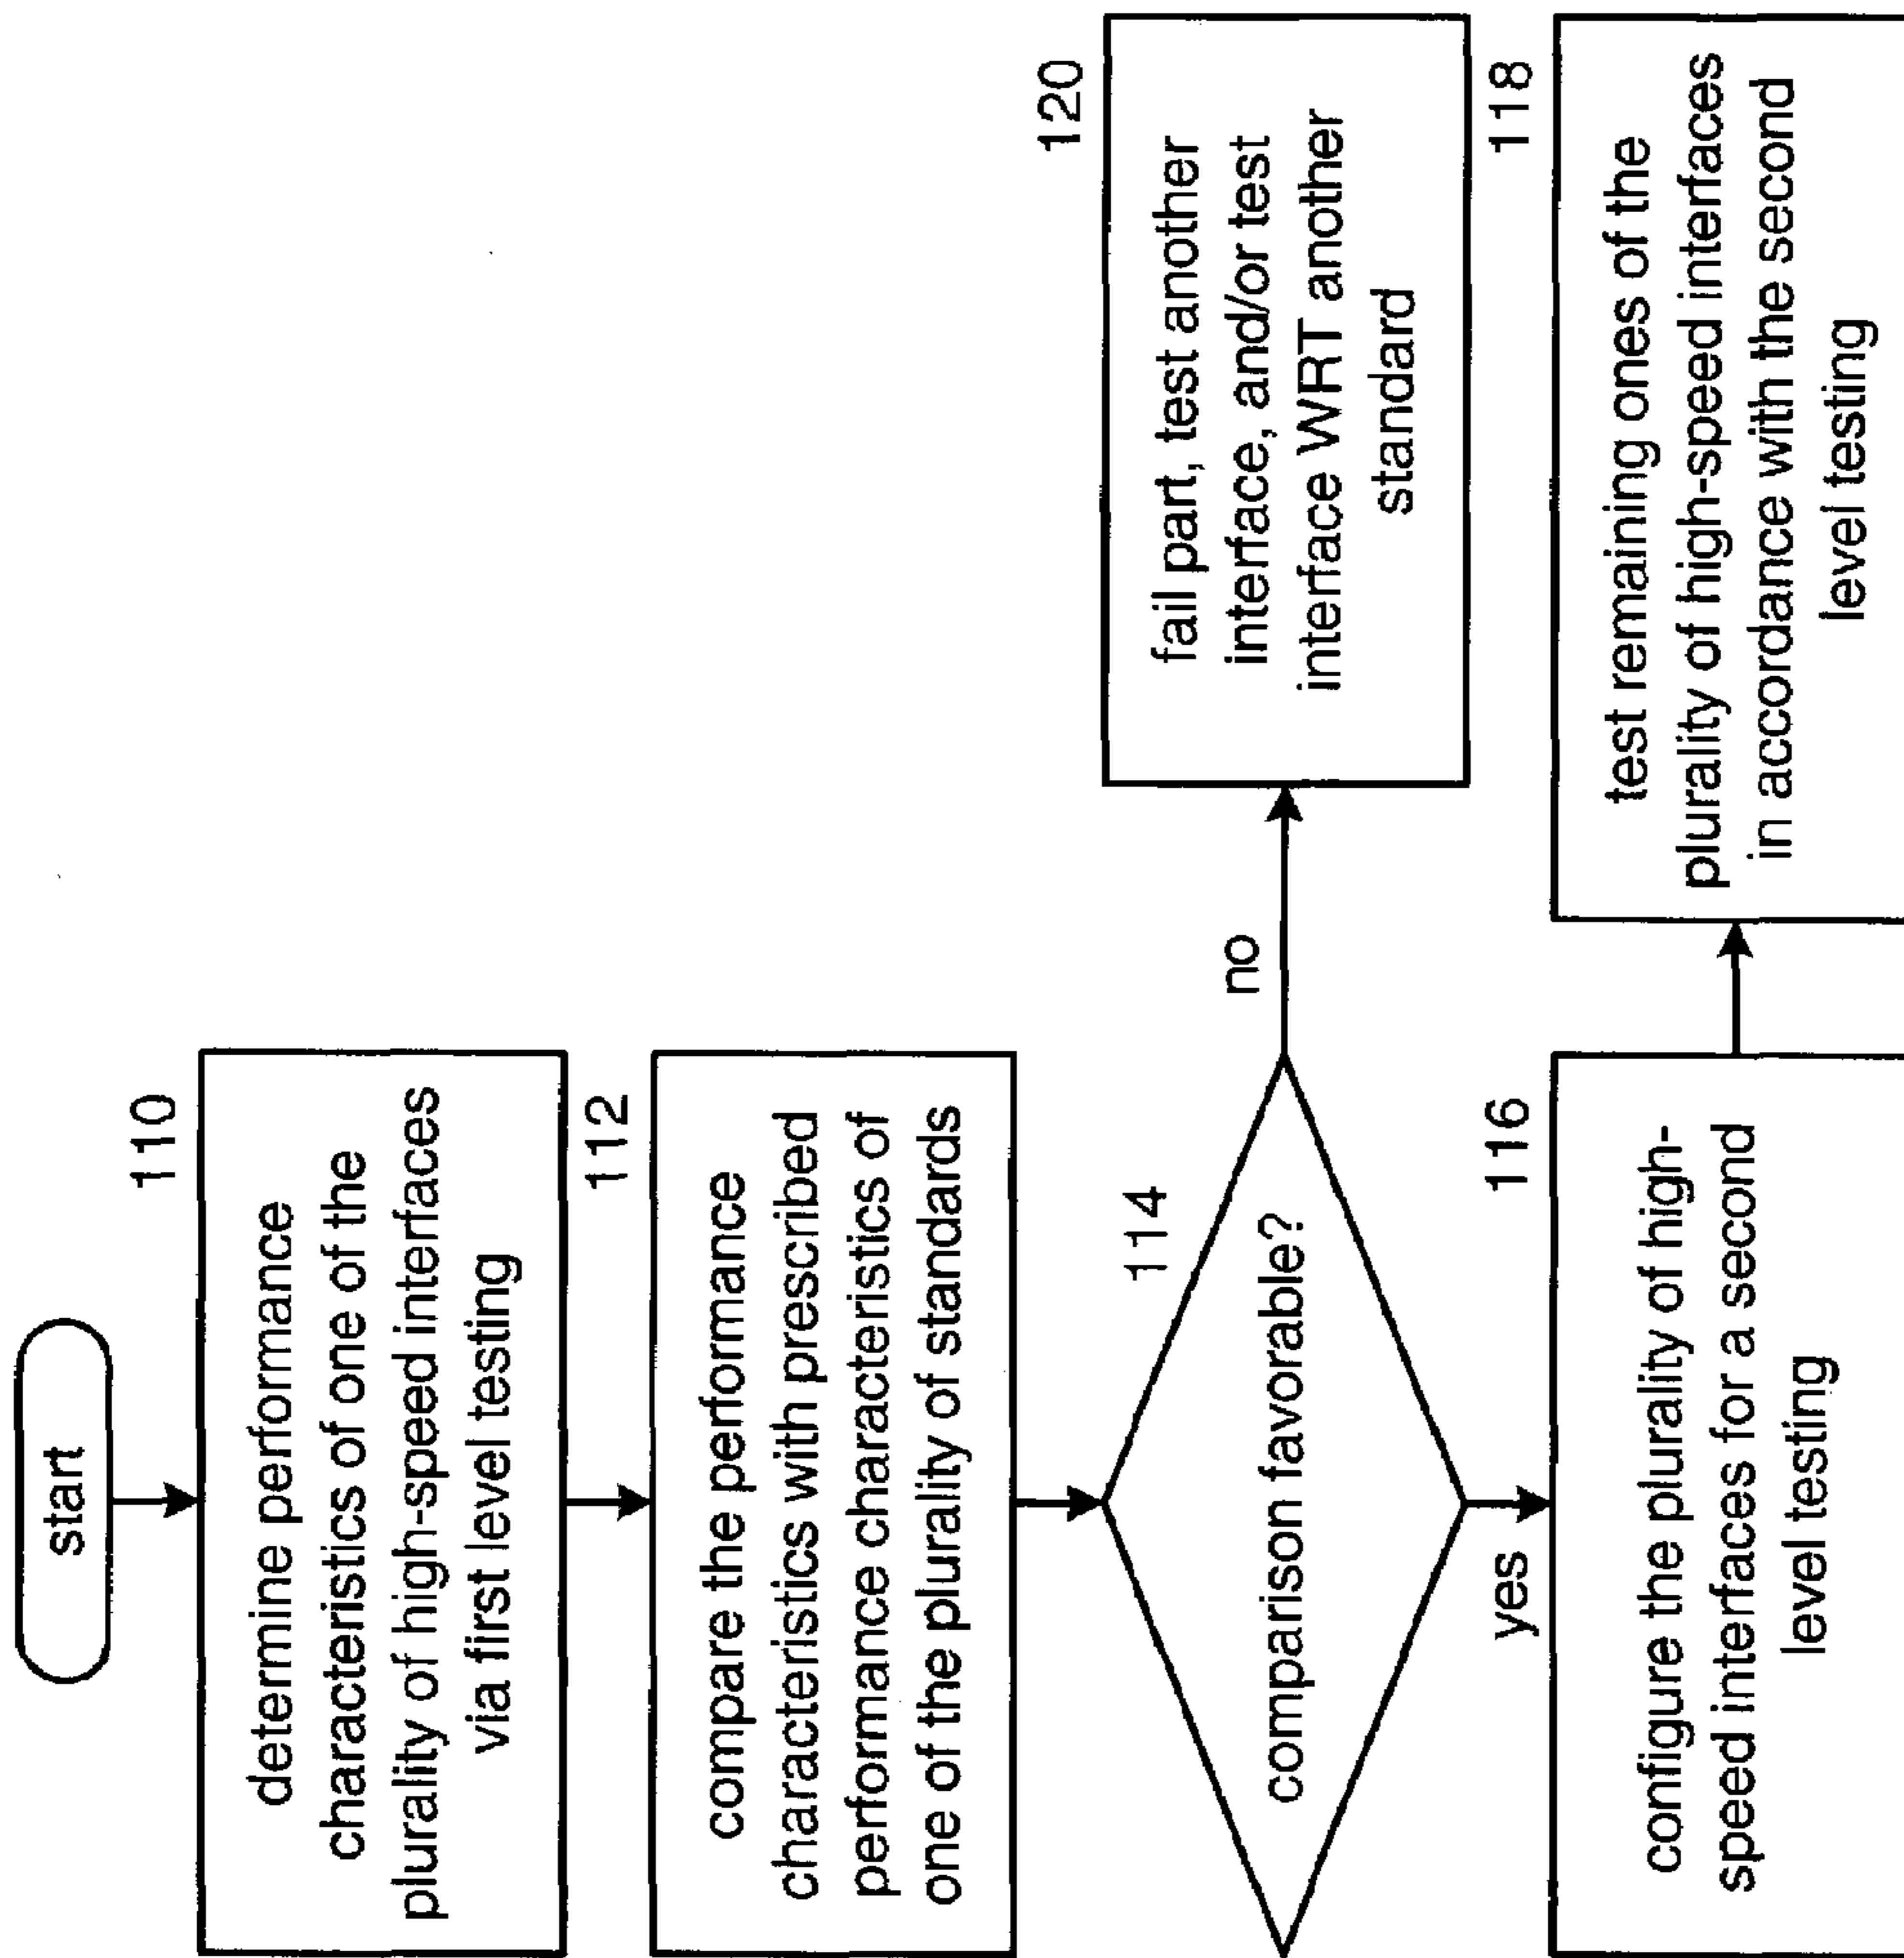 start
110
determine performance
characteristics of one of the
plurality of high-speed interfaces
via first level testing
112
compare the performance
characteristics with prescribed
performance characteristics of
one of the plurality of standards
114
comparison favorable?
no
120
fail part, test another
interface, and/or test
interface WRT another
standard
yes
116
configure the plurality of high-
speed interfaces for a second
level testing
118
test remaining ones of the
plurality of high-speed interfaces
in accordance with the second
level testing